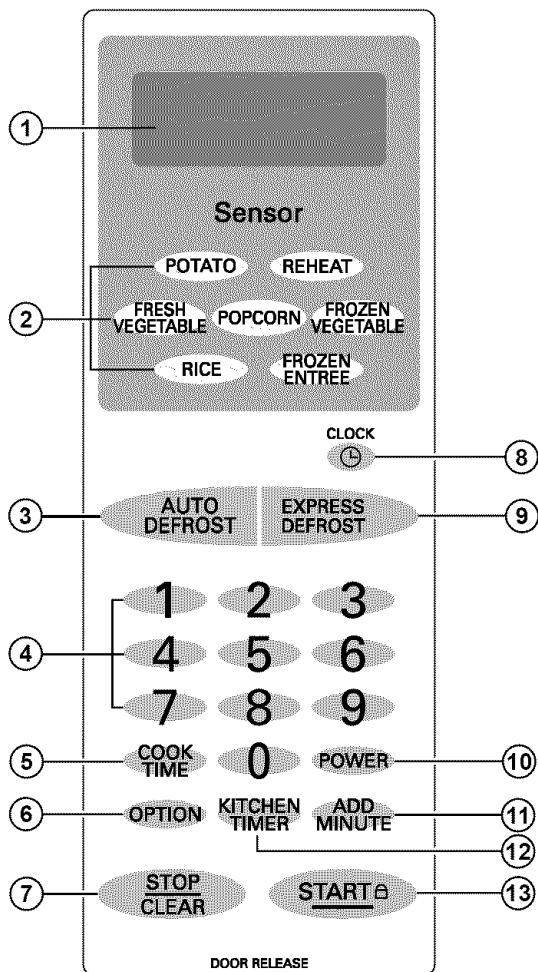 1
Sensor
POTATO REHEAT
2
FRESH VEGETABLE
POPCORN
FROZEN VEGETABLE
RICE
FROZEN ENTREE
CLOCK
8
3
AUTO DEFROST
EXPRESS DEFROST
9
1 2 3
4
4 5 6
7 8 9
5
COOK TIME
0
POWER
10
6
OPTION
KITCHEN TIMER
ADD MINUTE
11
12
7
STOP
CLEAR
START
13
DOOR RELEASE